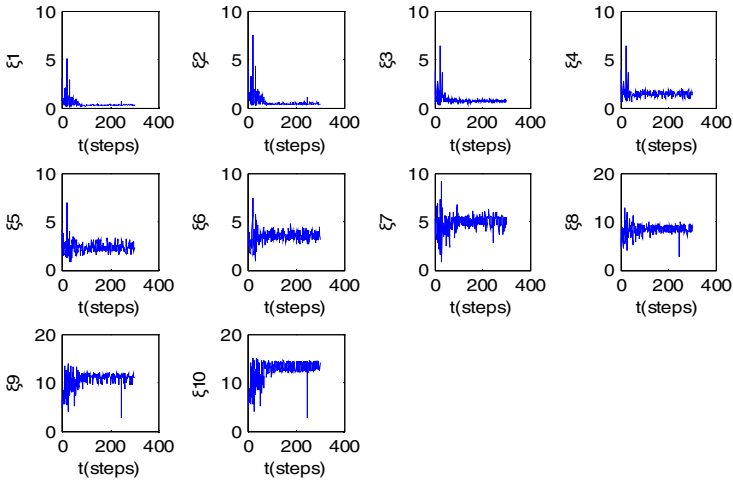 10 10 10 10
ξ1 5 ξ2 5 ξ3 5 ξ4 5
0 0 0 0
0 200 400 0 200 400 0 200 400 0 200 400
t(steps) t(steps) t(steps) t(steps)
10 10 10 20
ξ5 5 ξ6 5 ξ7 5 ξ8 10
0 0 0 0
0 200 400 0 200 400 0 200 400 0 200 400
t(steps) t(steps) t(steps) t(steps)
20 20
ξ9 10 ξ10 10
0 0
0 200 400 0 200 400
t(steps) t(steps)